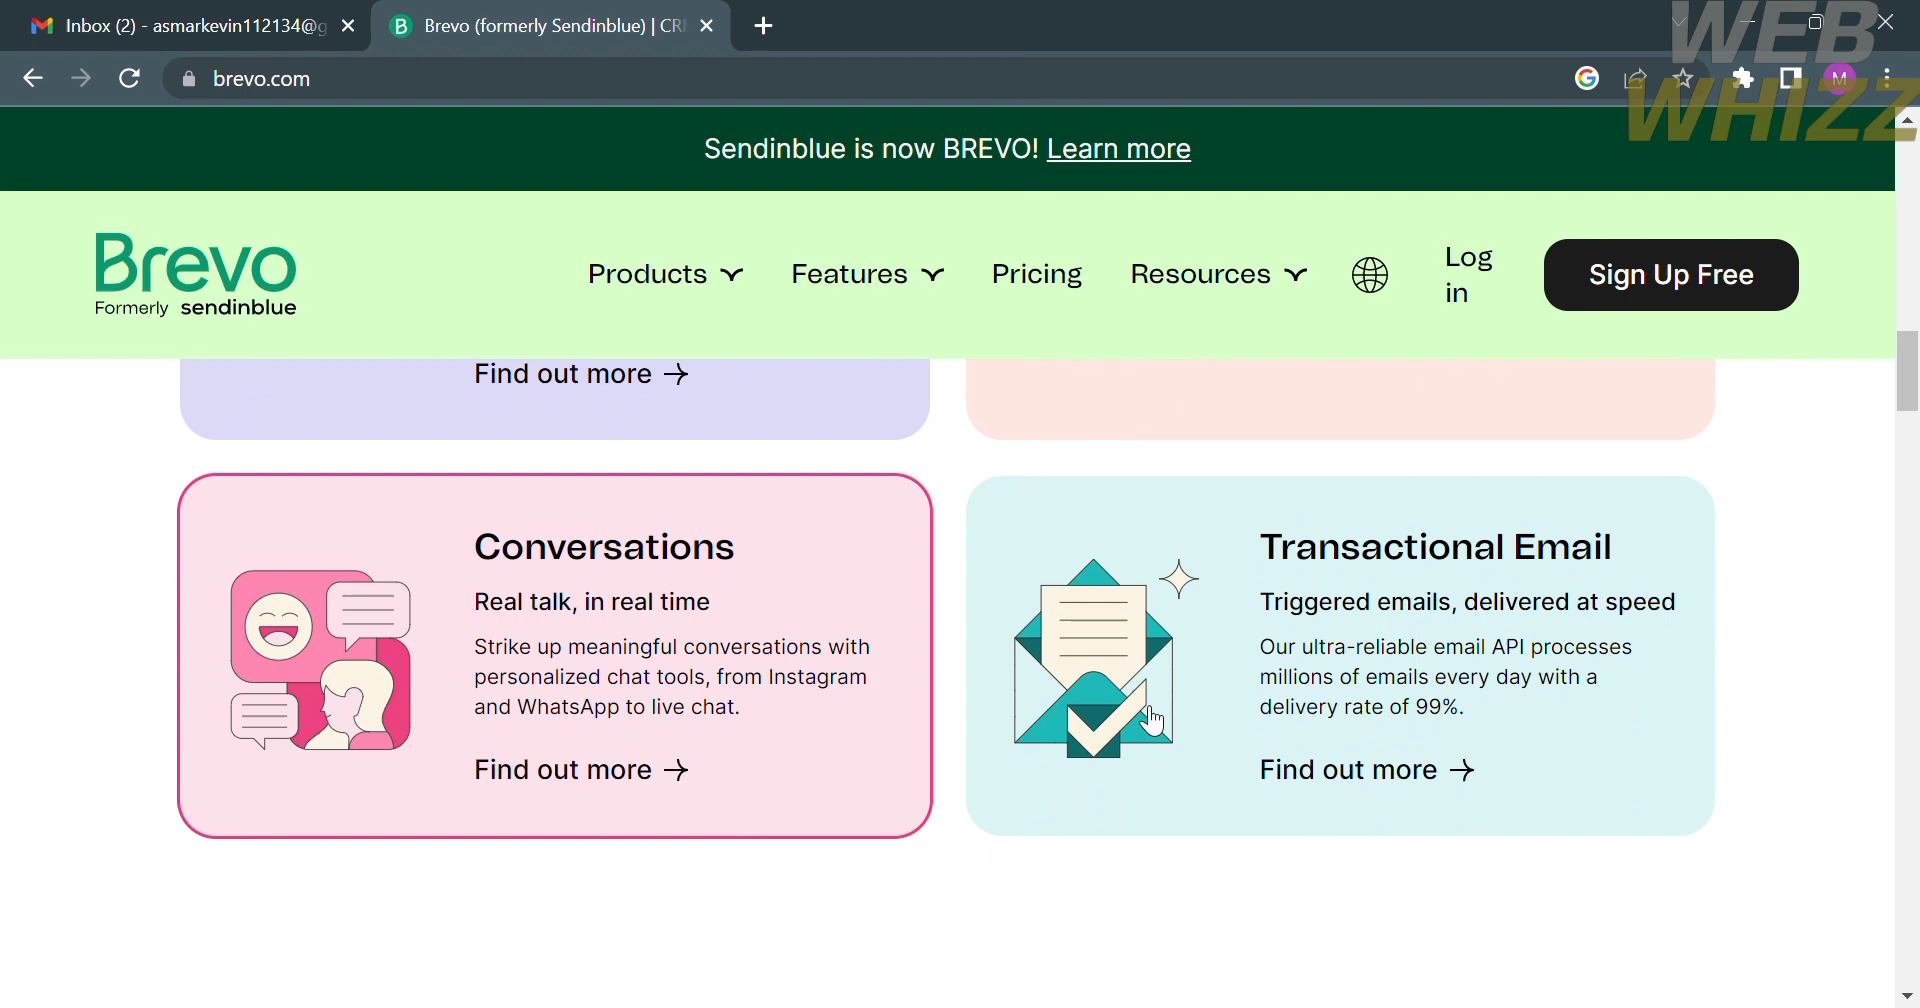 Inbox (2) - asmarkevin112134@g
Brevo (formerly Sendinblue) | CR
brevo.com
M
WEB
WHIZZ
Sendinblue is now BREVO! Learn more
Brevo
Formerly sendinblue
Products
Features
Pricing
Resources
Log
in
Sign Up Free
Find out more
Conversations
Real talk, in real time
Strike up meaningful conversations with
personalized chat tools, from Instagram
and WhatsApp to live chat.
Find out more
Transactional Email
Triggered emails, delivered at speed
Our ultra-reliable email API processes
millions of emails every day with a
delivery rate of 99%.
Find out more